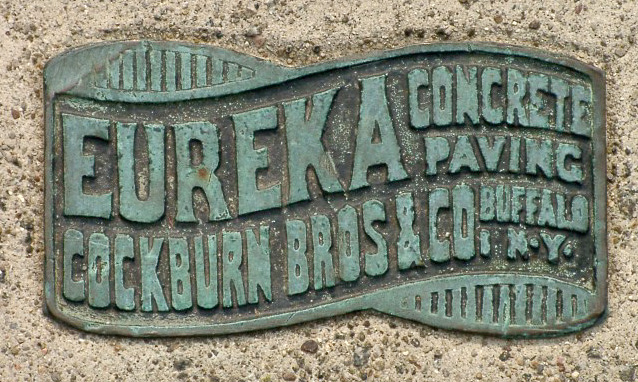 EUREKA CONCRETE
PAVING
COCKBURN BROS & CO. BUFFALO
N.Y.